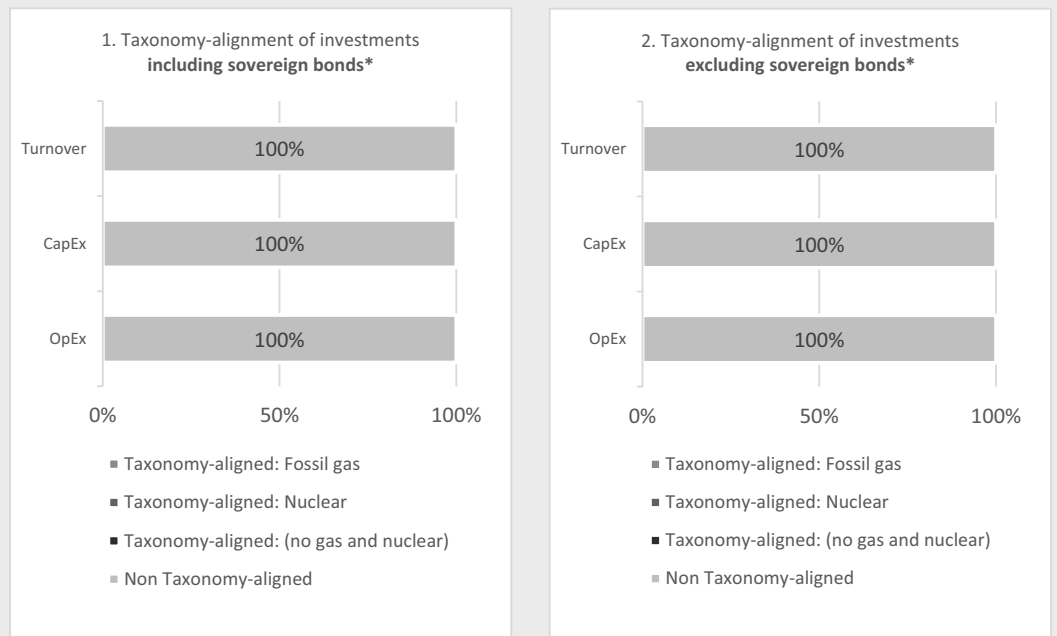 1. Taxonomy-alignment of investments
including sovereign bonds*
Turnover
100%
CapEx
100%
OpEx
100%
0%
50%
100%
Taxonomy-aligned: Fossil gas
Taxonomy-aligned: Nuclear
Taxonomy-aligned: (no gas and nuclear)
Non Taxonomy-aligned
2. Taxonomy-alignment of investments
excluding sovereign bonds*
Turnover
100%
CapEx
100%
OpEx
100%
0%
50%
100%
Taxonomy-aligned: Fossil gas
Taxonomy-aligned: Nuclear
Taxonomy-aligned: (no gas and nuclear)
Non Taxonomy-aligned